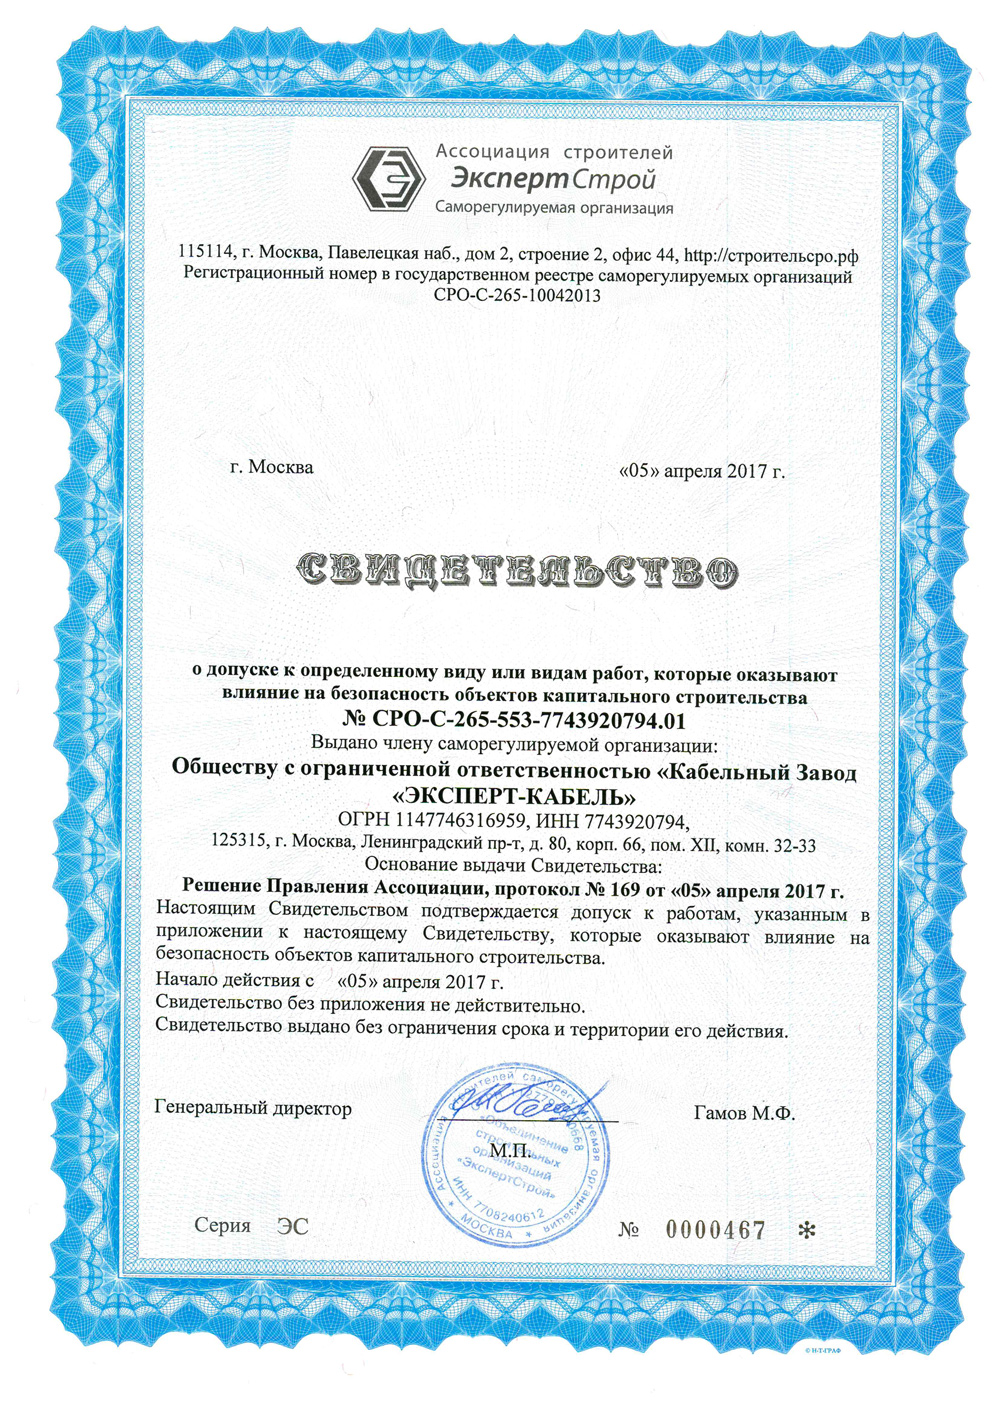 Ассоциация строителей
ЭкспертСтрой
Саморегулируемая организация
115114, г. Москва, Павелецкая наб., дом 2, строение 2, офис 44, http://строительсро.рф
Регистрационный номер в государственном реестре саморегулируемых организаций
СРО-С-265-10042013
г. Москва «05» апреля 2017 г.
СВИДЕТЕЛЬСТВО
о допуске к определенному виду или видам работ, которые оказывают
влияние на безопасность объектов капитального строительства
№ СРО-С-265-553-7743920794.01
Выдано члену саморегулируемой организации:
Обществу с ограниченной ответственностью «Кабельный Завод
«ЭКСПЕРТ-КАБЕЛЬ»
ОГРН 1147746316959, ИНН 7743920794,
125315, г. Москва, Ленинградский пр-т, д. 80, корп. 66, пом. XII, комн. 32-33
Основание выдачи Свидетельства:
Решение Правления Ассоциации, протокол № 169 от «05» апреля 2017 г.
Настоящим Свидетельством подтверждается допуск к работам, указанным в
приложении к настоящему Свидетельству, которые оказывают влияние на
безопасность объектов капитального строительства.
Начало действия с «05» апреля 2017 г.
Свидетельство без приложения не действительно.
Свидетельство выдано без ограничения срока и территории его действия.
Генеральный директор Гамов М.П.
М.П.
Ассоциация строителей саморегулируемая организация
«Объединение
строительных
организаций
«ЭкспертСтрой»
ИНН 7708240612
* МОСКВА *
Серия ЭС № 0000467 *
© Н-Т-ГРАФ